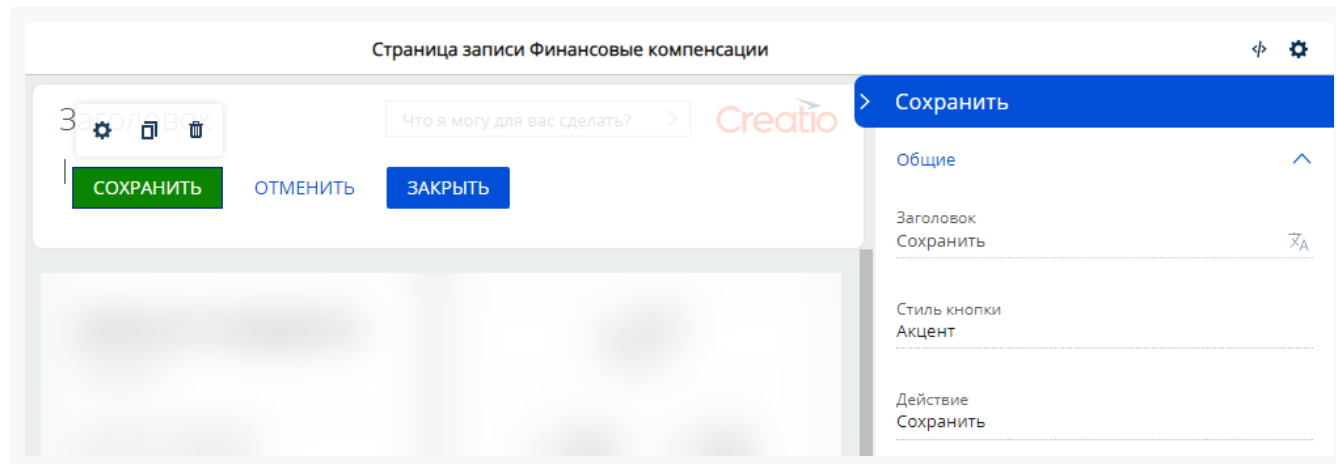 Страница записи Финансовые компенсации
Заголовок
Что я могу для вас сделать?
Creatio
СОХРАНИТЬ
ОТМЕНИТЬ
ЗАКРЫТЬ
Сохранить
Общие
Заголовок
Сохранить
Стиль кнопки
Акцент
Действие
Сохранить